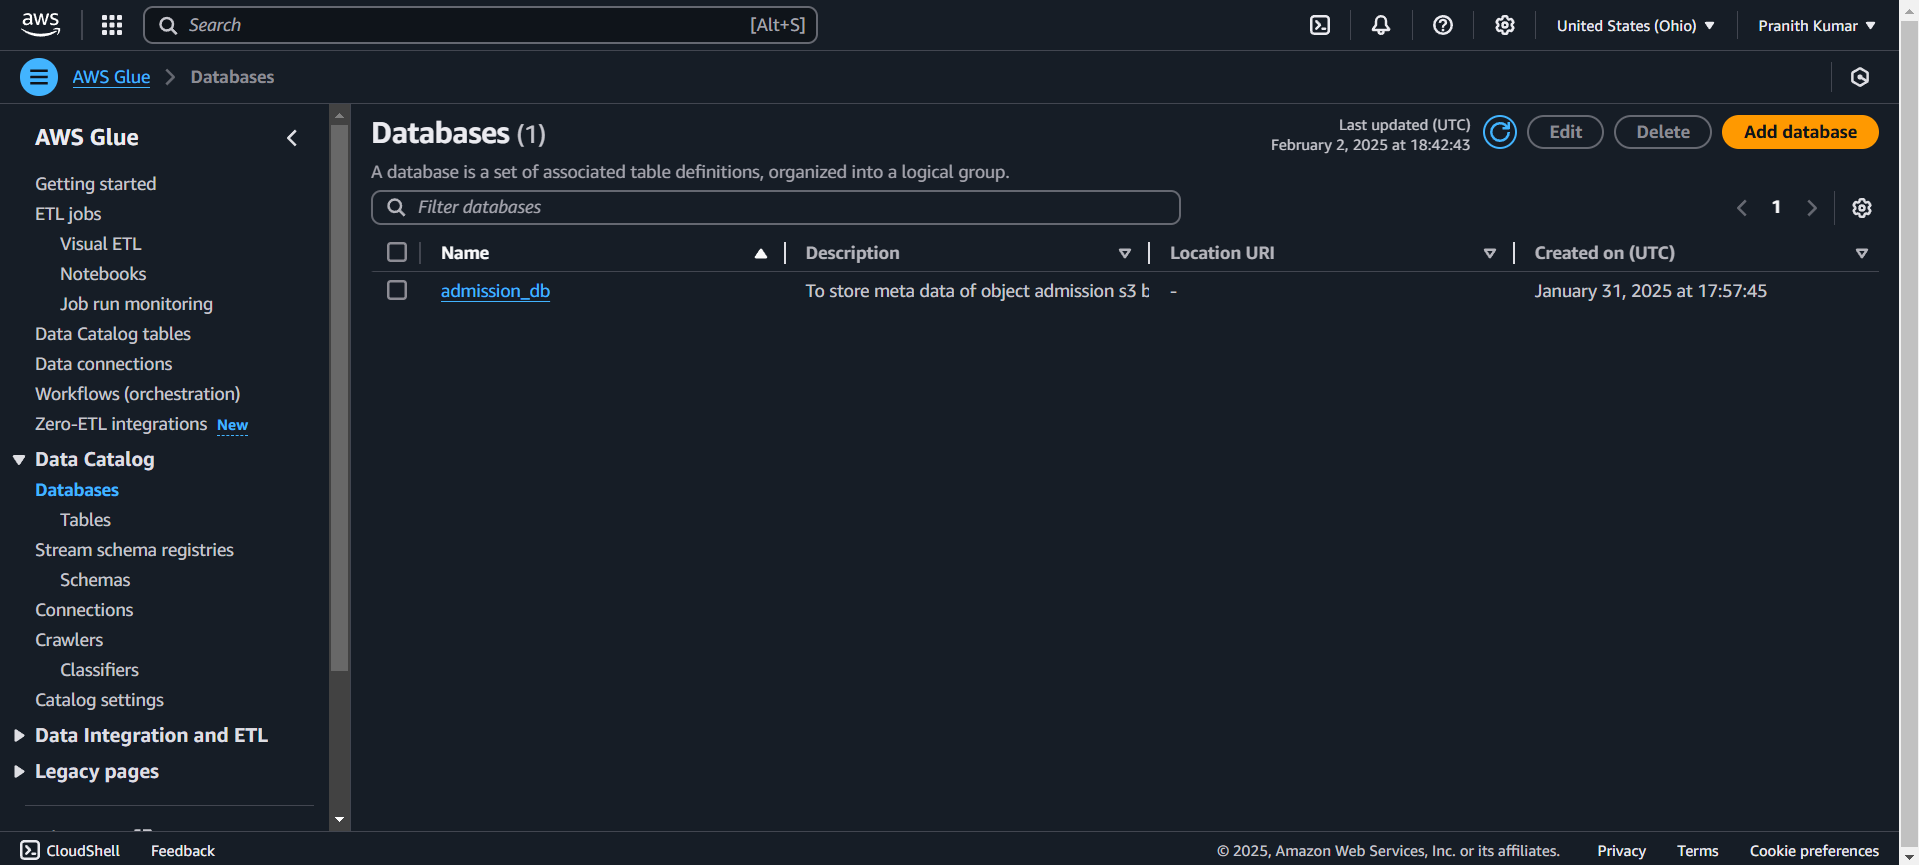 aws
Search [Alt+S]
United States (Ohio)
Pranith Kumar
AWS Glue
Databases
AWS Glue
Getting started
ETL jobs
Visual ETL
Notebooks
Job run monitoring
Data Catalog tables
Data connections
Workflows (orchestration)
Zero-ETL integrations New
Data Catalog
Databases
Tables
Stream schema registries
Schemas
Connections
Crawlers
Classifiers
Catalog settings
Data Integration and ETL
Legacy pages
Databases (1)
Last updated (UTC)
February 2, 2025 at 18:42:43
Edit
Delete
Add database
A database is a set of associated table definitions, organized into a logical group.
Filter databases
1
Name Description Location URI Created on (UTC)
admission_db To store meta data of object admission s3 b - January 31, 2025 at 17:57:45
CloudShell Feedback © 2025, Amazon Web Services, Inc. or its affiliates. Privacy Terms Cookie preferences